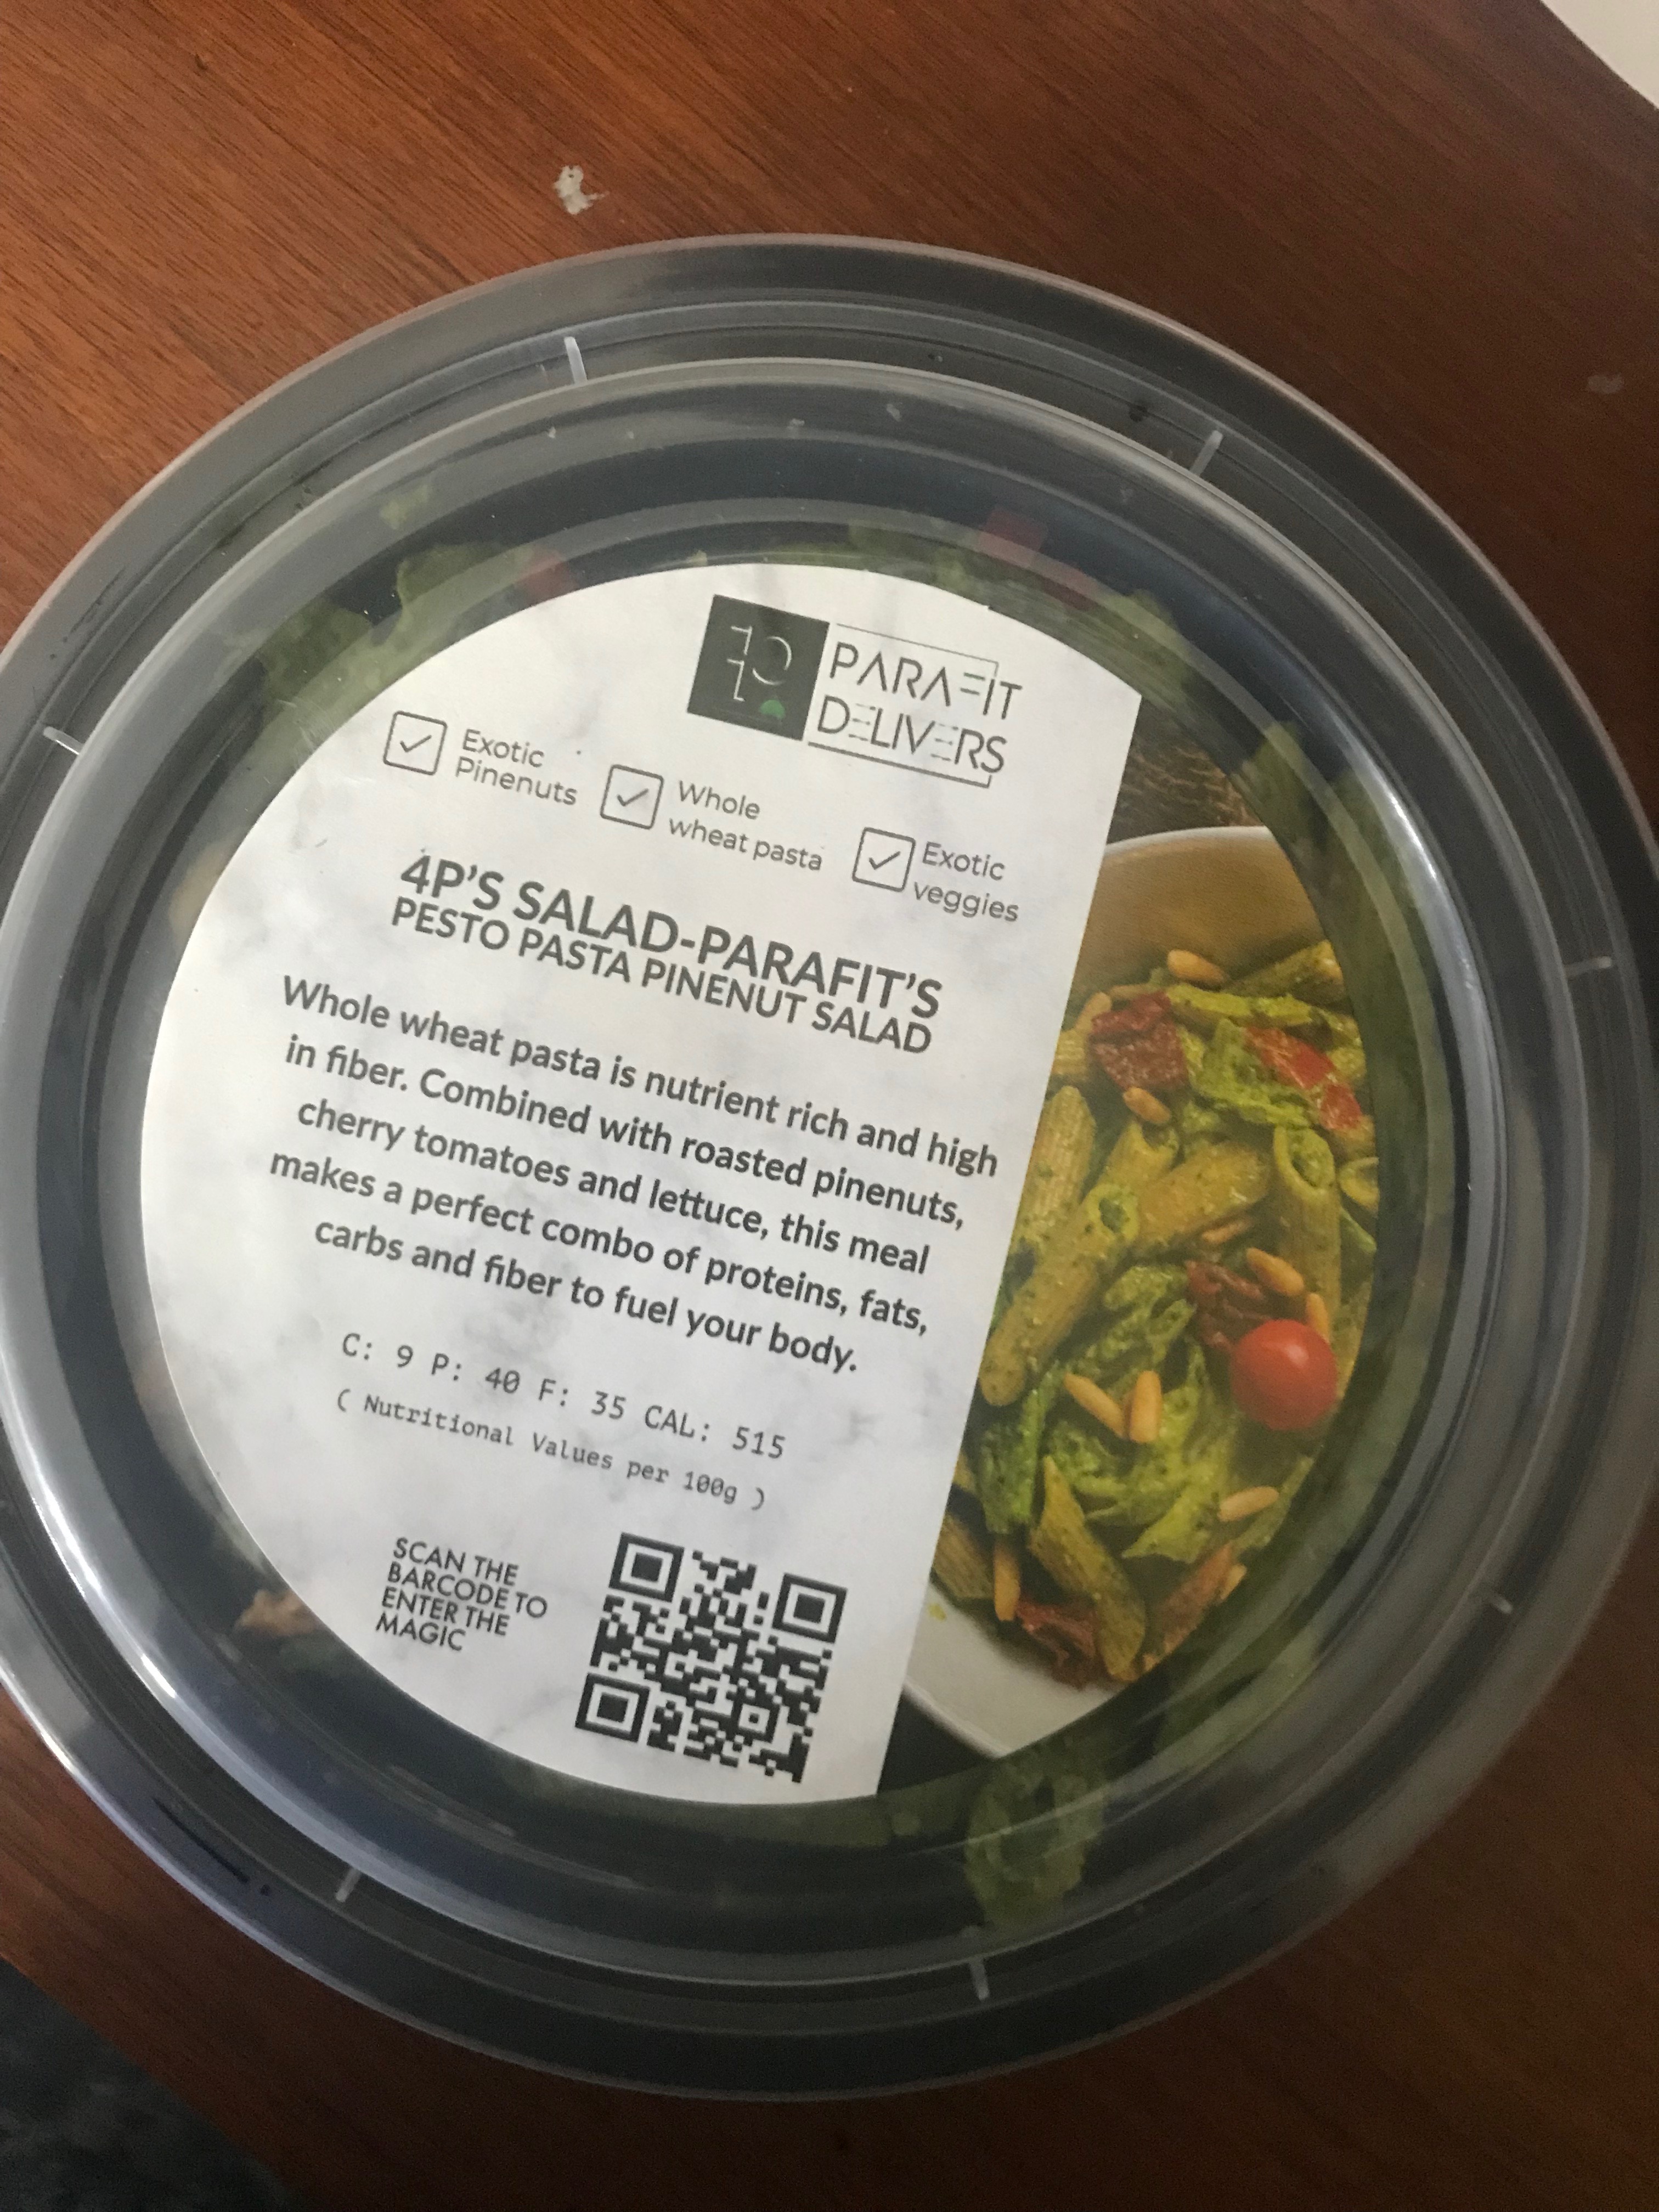 PARAFIT
DELIVERS
Exotic
Pinenuts
Whole
wheat pasta
Exotic
veggies
4P'S SALAD-PARAFIT'S
PESTO PASTA PINENUT SALAD
Whole wheat pasta is nutrient rich and high
in fiber. Combined with roasted pinenuts,
cherry tomatoes and lettuce, this meal
makes a perfect combo of proteins, fats,
carbs and fiber to fuel your body.
C: 9 P: 40 F: 35 CAL: 515
( Nutritional Values per 100g )
SCAN THE
BARCODE TO
ENTER THE
MAGIC